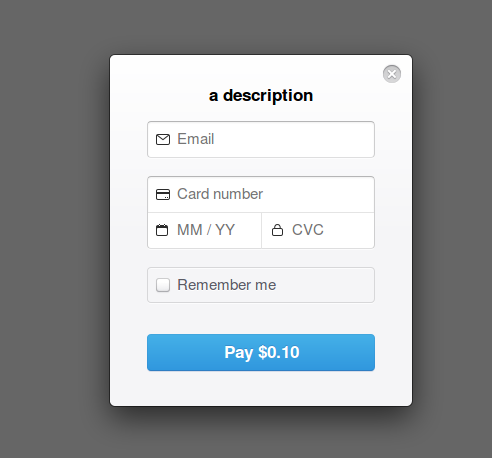 a description
Email
Card number
MM / YY
CVC
Remember me
Pay $0.10